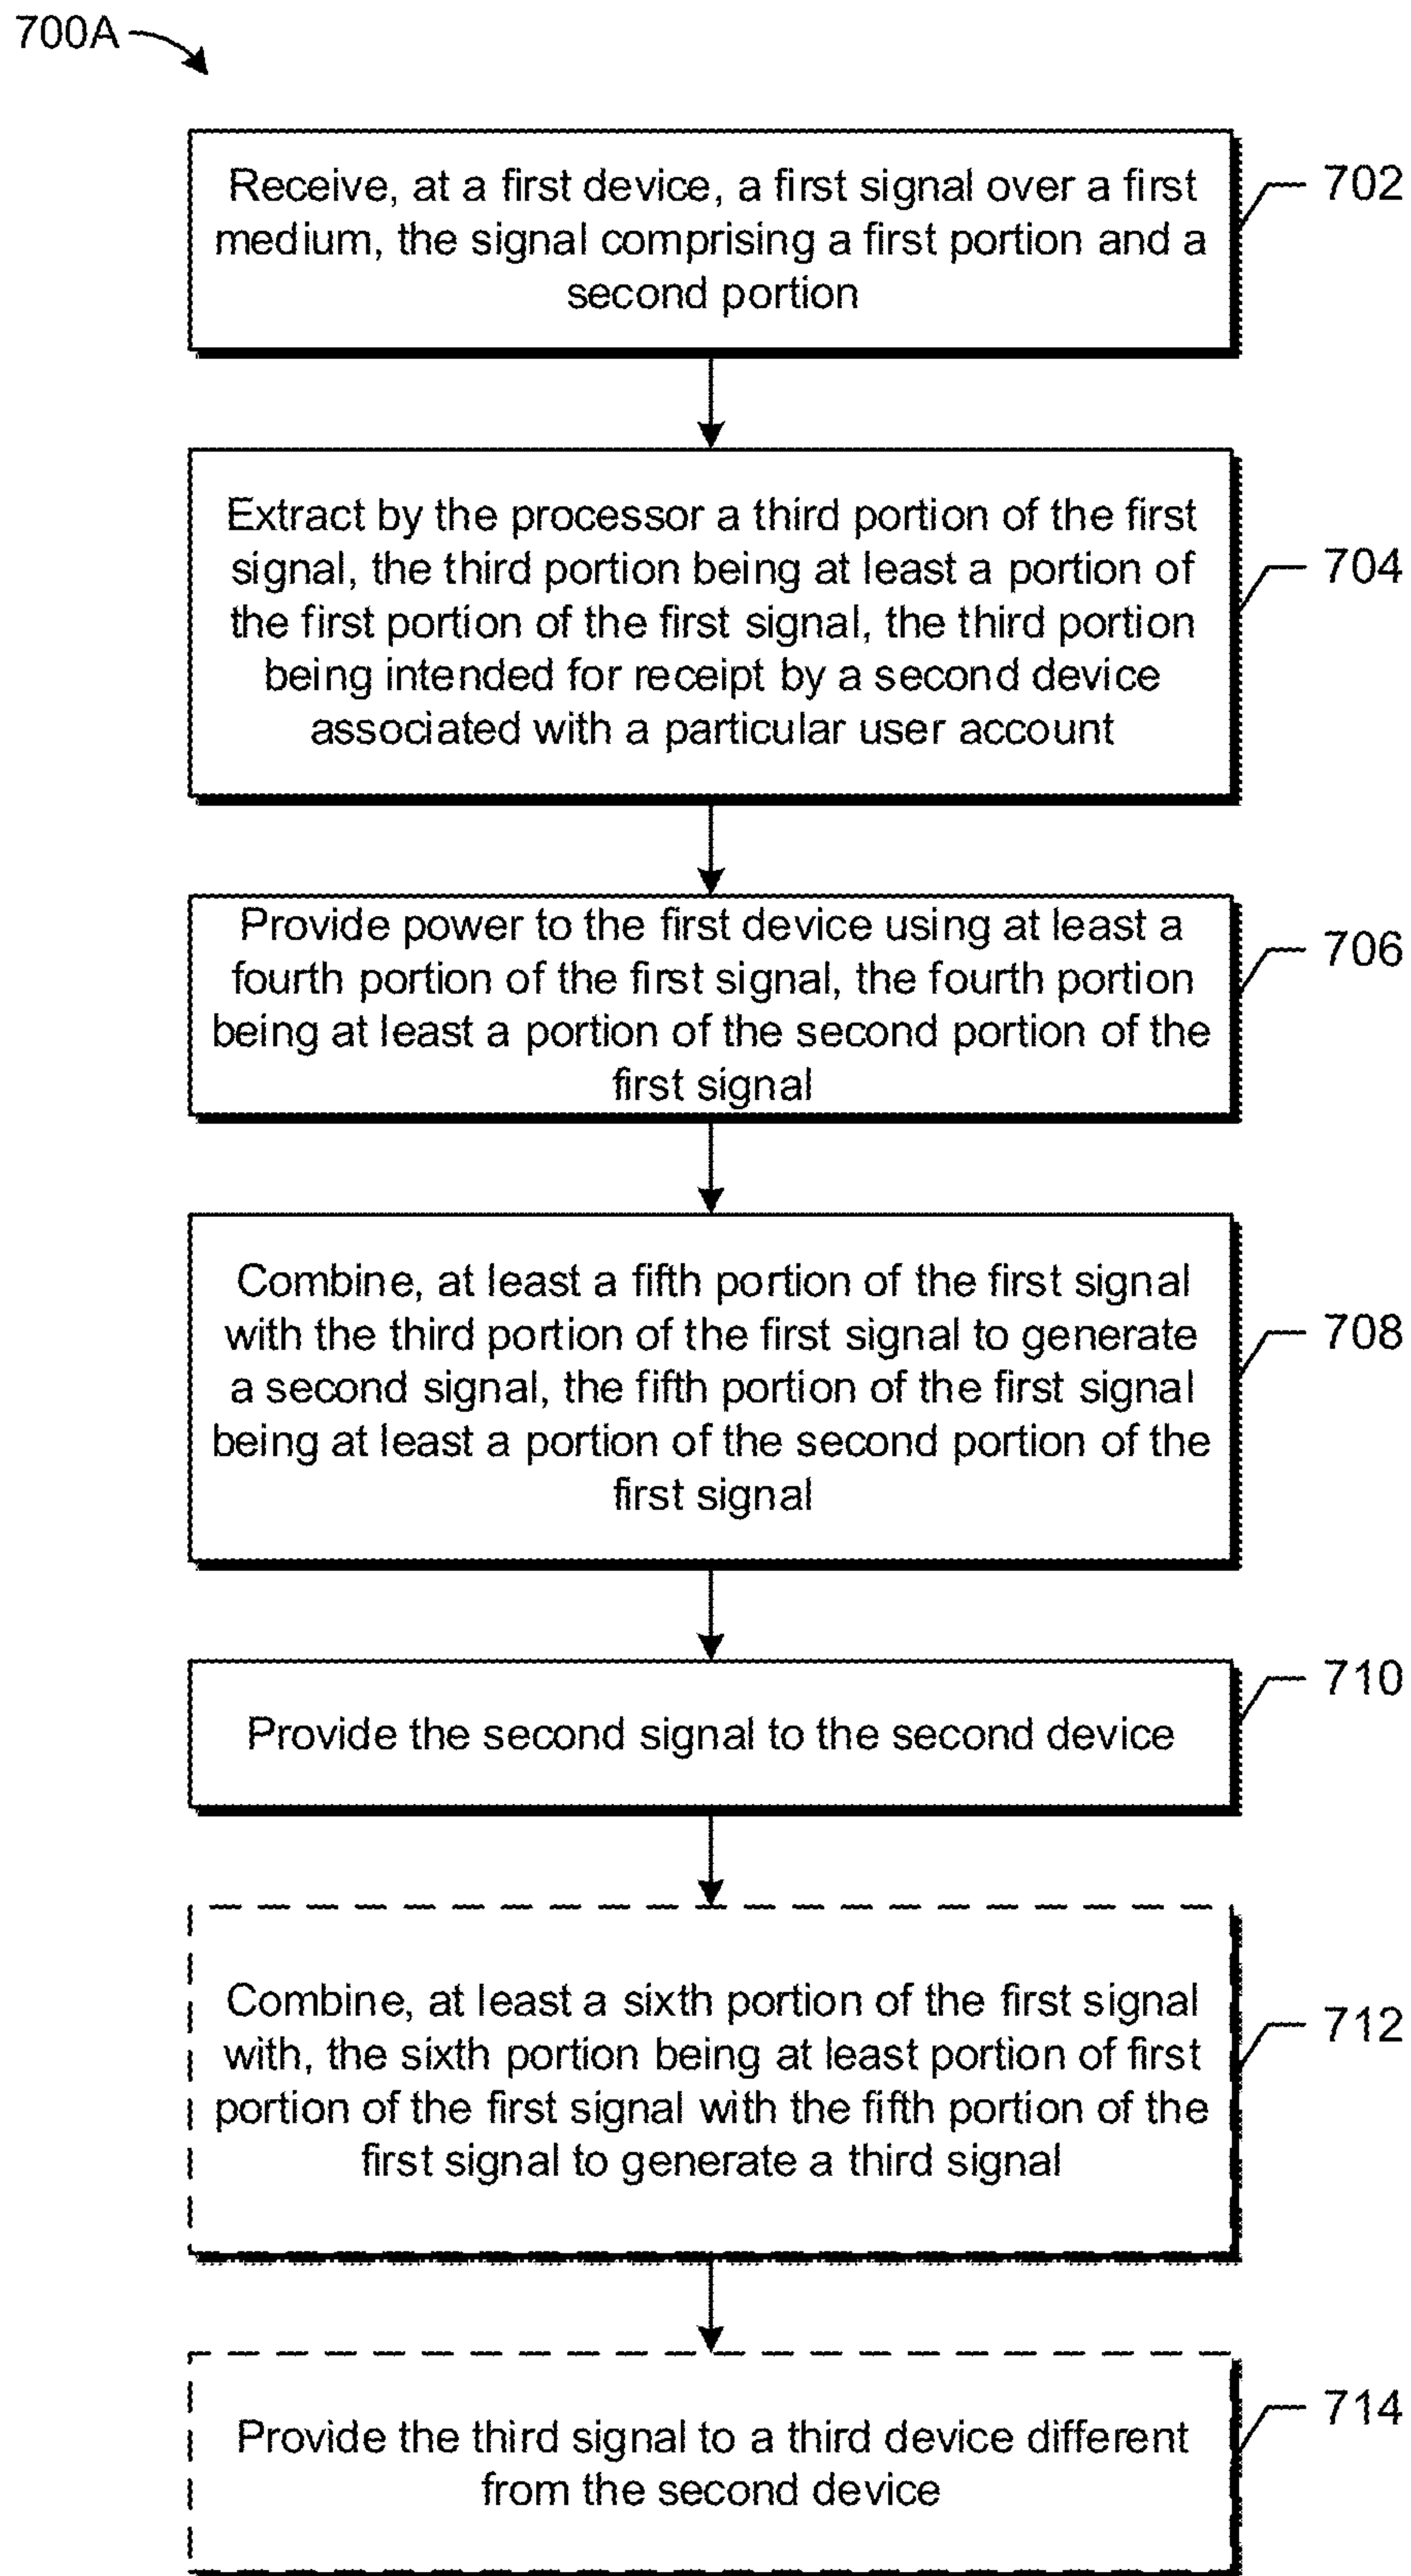 700A
Receive, at a first device, a first signal over a first
medium, the signal comprising a first portion and a
second portion
702
Extract by the processor a third portion of the first
signal, the third portion being at least a portion of
the first portion of the first signal, the third portion
being intended for receipt by a second device
associated with a particular user account
704
Provide power to the first device using at least a
fourth portion of the first signal, the fourth portion
being at least a portion of the second portion of the
first signal
706
Combine, at least a fifth portion of the first signal
with the third portion of the first signal to generate
a second signal, the fifth portion of the first signal
being at least a portion of the second portion of the
first signal
708
Provide the second signal to the second device
710
Combine, at least a sixth portion of the first signal
with, the sixth portion being at least portion of first
portion of the first signal with the fifth portion of the
first signal to generate a third signal
712
Provide the third signal to a third device different
from the second device
714